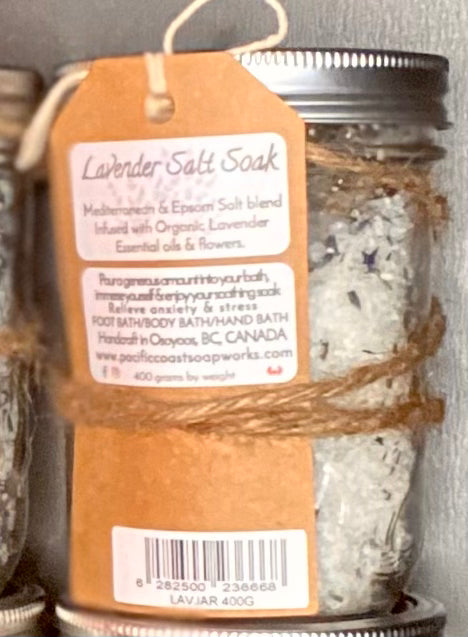 Lavender Salt Soak
Mediterranean & Epsom Salt blend
Infused with Organic Lavender
Essential oils & flowers.
Pour a generous amount into your bath,
immerse yourself & enjoy your soothing soak
Relieve anxiety & stress
FOOT BATH/BODY BATH/HAND BATH
Handcraft in Osoyoos, BC, CANADA
www.pacificcoastsoapworks.com
400 grams by weight
6 282500 236668
LAVJAR 400G